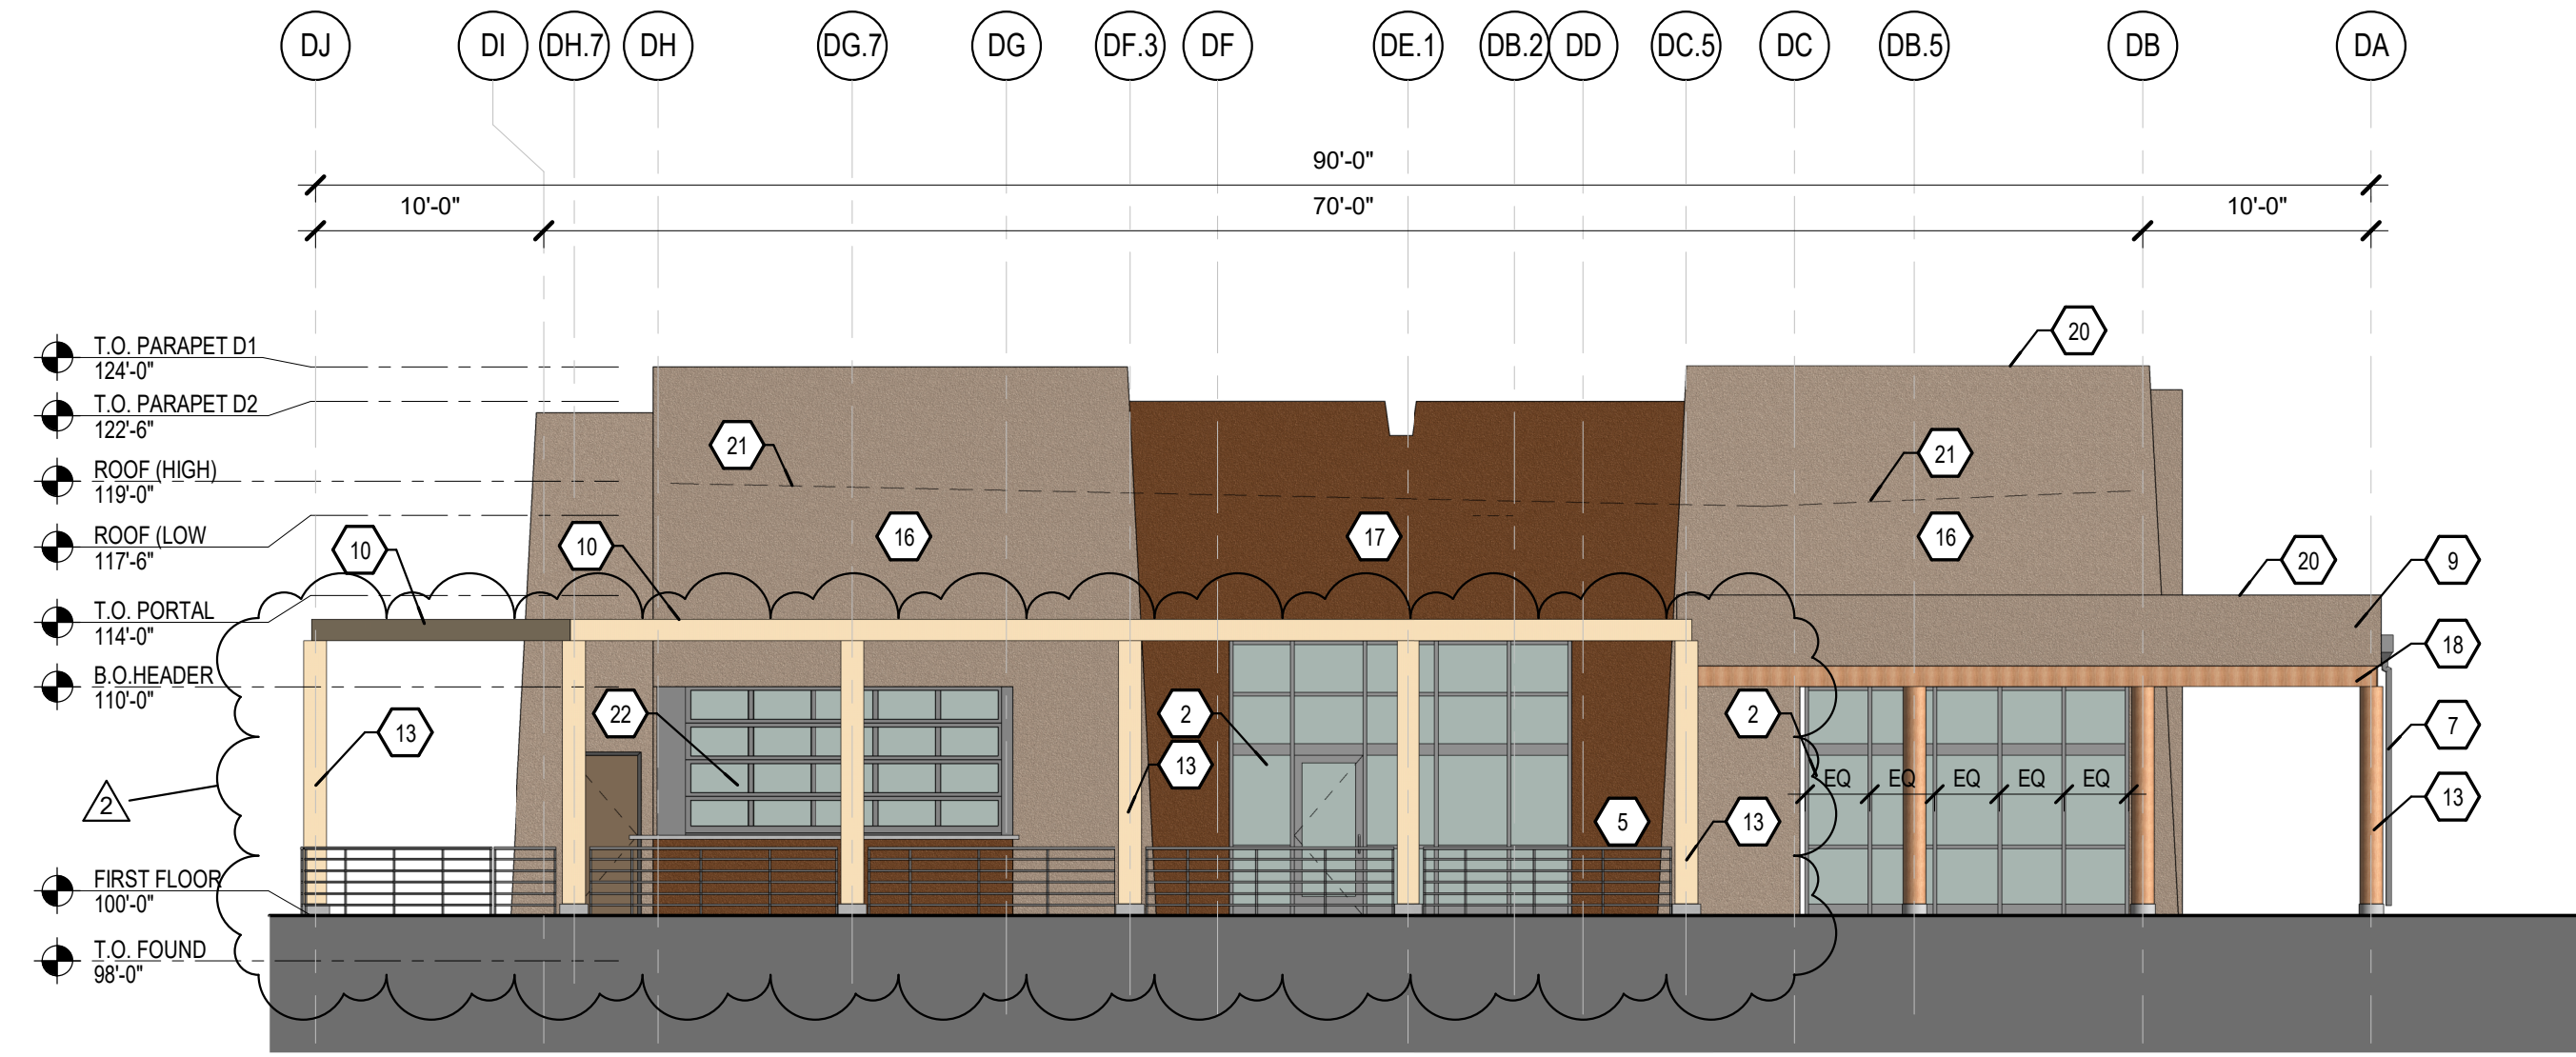 DJ DI DH.7 DH DG.7 DG DF.3 DF DE.1 DB.2 DD DC.5 DC DB.5 DB DA
90'-0"
10'-0" 70'-0" 10'-0"
20
T.O. PARAPET D1
124'-0"
T.O. PARAPET D2
122'-6"
21 21
ROOF (HIGH)
119'-0"
ROOF (LOW
117'-6"
10 10 16 17 16 20 9
T.O. PORTAL
114'-0"
18
B.O.HEADER
110'-0"
13 22 2 2 7
13
EQ EQ EQ EQ EQ
2 5 13 13
FIRST FLOOR
100'-0"
T.O. FOUND
98'-0"